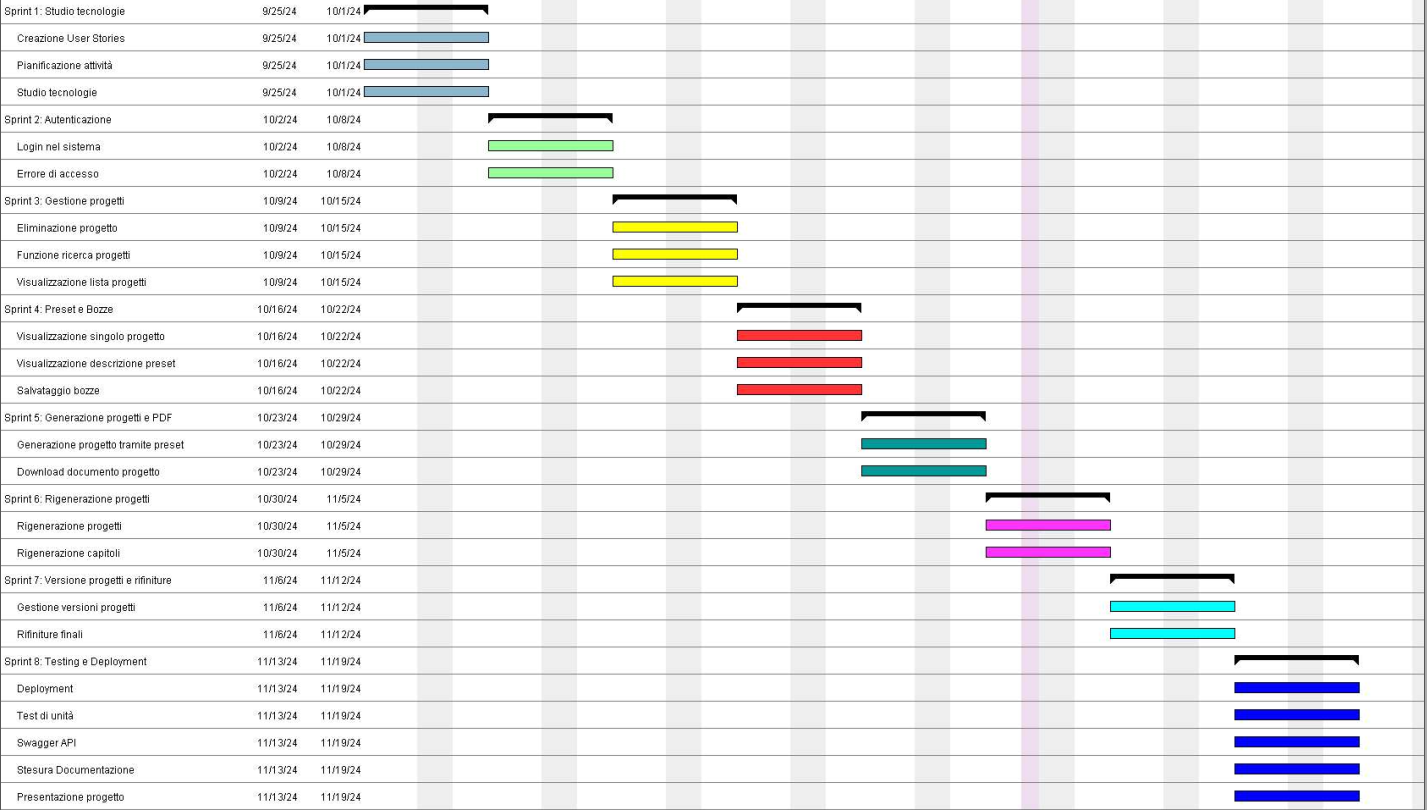 Sprint 1: Studio tecnologie 9/25/24 10/1/24
Creazione User Stories 9/25/24 10/1/24
Pianificazione attività 9/25/24 10/1/24
Studio tecnologie 9/25/24 10/1/24
Sprint 2: Autenticazione 10/2/24 10/8/24
Login nel sistema 10/2/24 10/8/24
Errore di accesso 10/2/24 10/8/24
Sprint 3: Gestione progetti 10/9/24 10/15/24
Eliminazione progetto 10/9/24 10/15/24
Funzione ricerca progetti 10/9/24 10/15/24
Visualizzazione lista progetti 10/9/24 10/15/24
Sprint 4: Preset e Bozze 10/16/24 10/22/24
Visualizzazione singolo progetto 10/16/24 10/22/24
Visualizzazione descrizione preset 10/16/24 10/22/24
Salvataggio bozze 10/16/24 10/22/24
Sprint 5: Generazione progetti e PDF 10/23/24 10/29/24
Generazione progetto tramite preset 10/23/24 10/29/24
Download documento progetto 10/23/24 10/29/24
Sprint 6: Rigenerazione progetti 10/30/24 11/5/24
Rigenerazione progetti 10/30/24 11/5/24
Rigenerazione capitoli 10/30/24 11/5/24
Sprint 7: Versione progetti e rifiniture 11/6/24 11/12/24
Gestione versioni progetti 11/6/24 11/12/24
Rifiniture finali 11/6/24 11/12/24
Sprint 8: Testing e Deployment 11/13/24 11/19/24
Deployment 11/13/24 11/19/24
Test di unità 11/13/24 11/19/24
Swagger API 11/13/24 11/19/24
Stesura Documentazione 11/13/24 11/19/24
Presentazione progetto 11/13/24 11/19/24